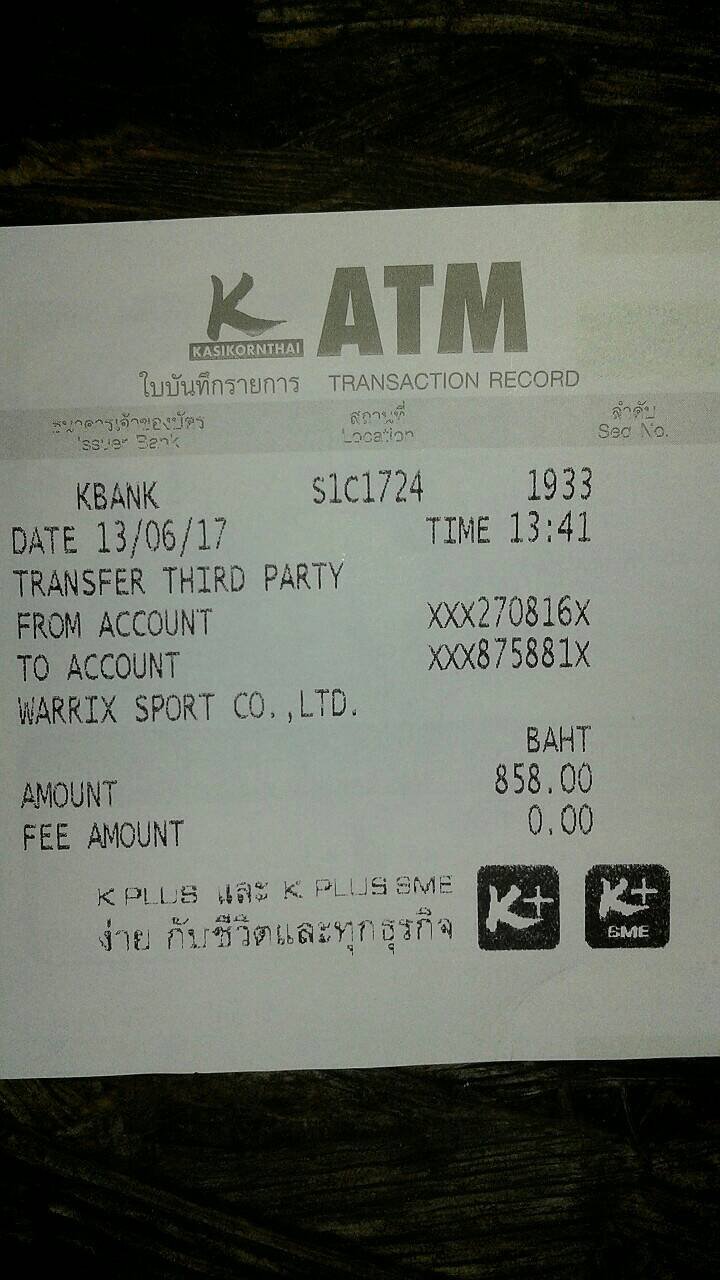 K ATM
KASIKORNTHAI
ใบบันทึกรายการ TRANSACTION RECORD
ธนาคารเจ้าของบัตร สถานที่ ลำดับ
Issuer Bank Location Seq No.
KBANK S1C1724 1933
DATE 13/06/17 TIME 13:41
TRANSFER THIRD PARTY
FROM ACCOUNT XXX270816X
TO ACCOUNT XXX875881X
WARRIX SPORT CO.,LTD.
BAHT
AMOUNT 858.00
FEE AMOUNT 0.00
K PLUS และ K PLUS SME K+ K+ SME
ง่าย กับชีวิตและทุกธุรกิจ